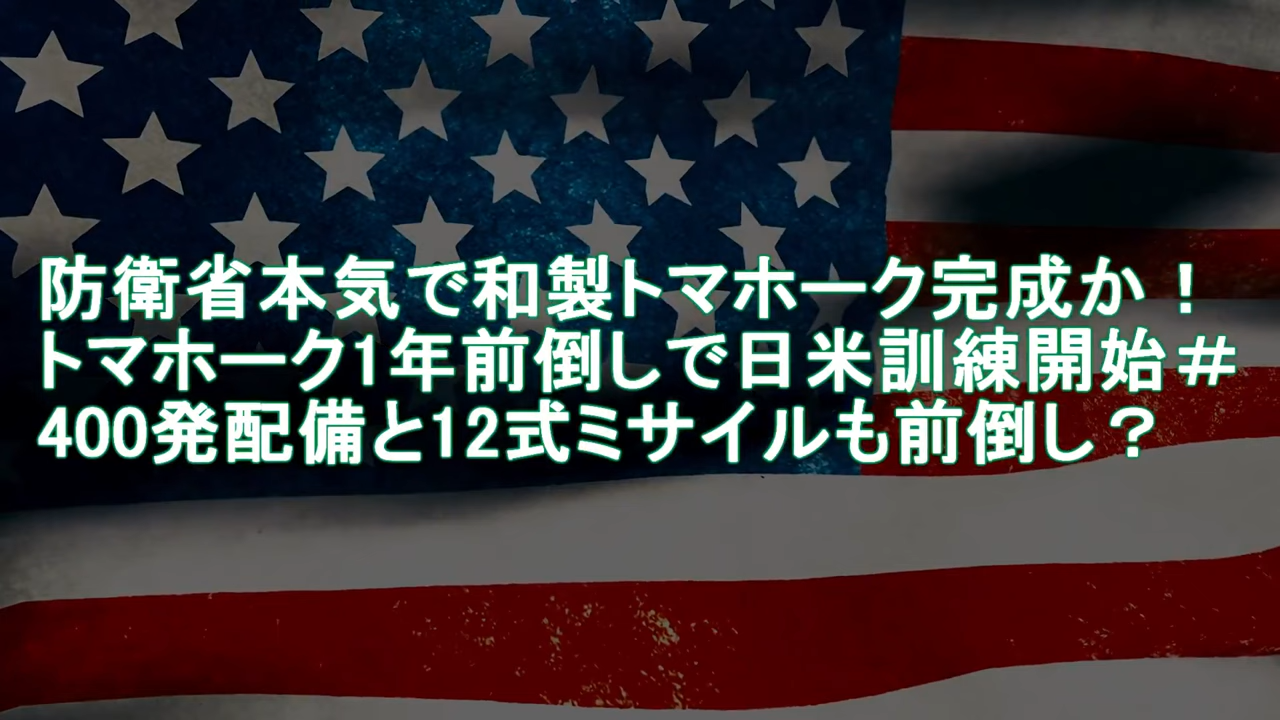 防衛省本気で和製トマホーク完成か！
トマホーク1年前倒しで日米訓練開始＃
400発配備と12式ミサイルも前倒し？